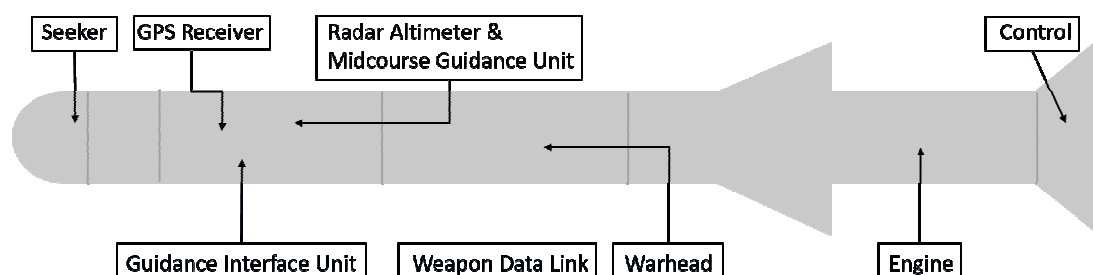 Seeker
GPS Receiver
Radar Altimeter &
Midcourse Guidance Unit
Control
Guidance Interface Unit
Weapon Data Link
Warhead
Engine